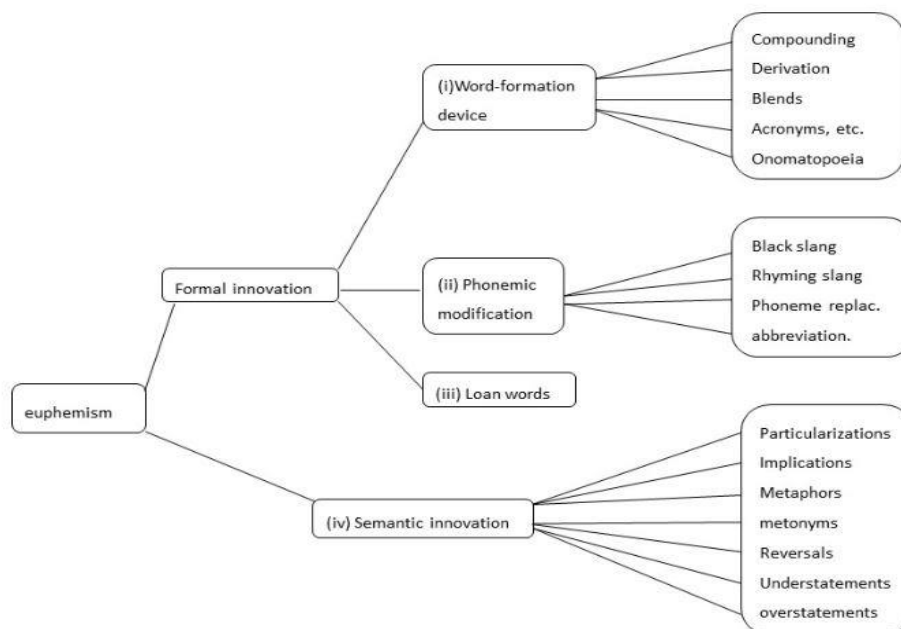 Compounding
Derivation
Blends
Acronyms, etc.
Onomatopoeia
(i)Word-formation
device
Black slang
Rhyming slang
Phoneme replac.
abbreviation.
Formal innovation
(ii) Phonemic
modification
(iii) Loan words
euphemism
Particularizations
Implications
Metaphors
metonyms
Reversals
Understatements
overstatements
(iv) Semantic innovation